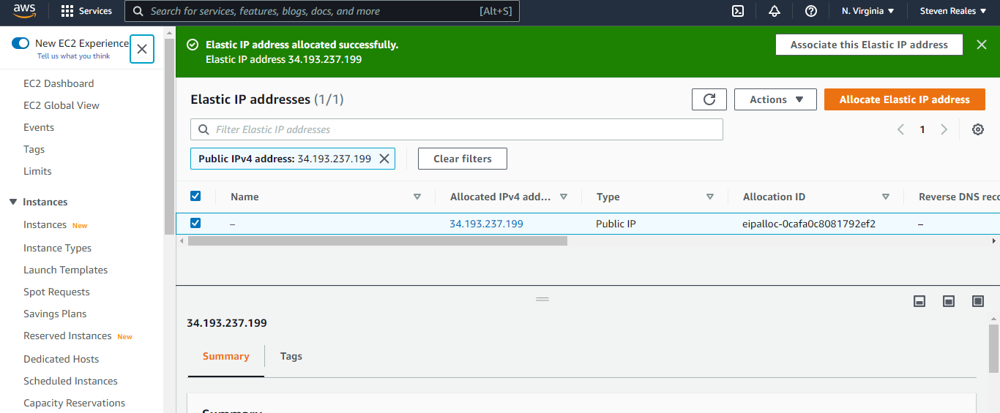 aws
Services
Search for services, features, blogs, docs, and more
[Alt+S]
N. Virginia
Steven Reales
New EC2 Experience
Tell us what you think
EC2 Dashboard
EC2 Global View
Events
Tags
Limits
Instances
Instances New
Instance Types
Launch Templates
Spot Requests
Savings Plans
Reserved Instances New
Dedicated Hosts
Scheduled Instances
Capacity Reservations
Elastic IP address allocated successfully.
Elastic IP address 34.193.237.199
Associate this Elastic IP address
Elastic IP addresses (1/1)
Actions
Allocate Elastic IP address
Filter Elastic IP addresses
1
Public IPv4 address: 34.193.237.199
Clear filters
Name
Allocated IPv4 add...
Type
Allocation ID
Reverse DNS reco
–
34.193.237.199
Public IP
eipalloc-0cafa0c8081792ef2
–
34.193.237.199
Summary
Tags
Summary